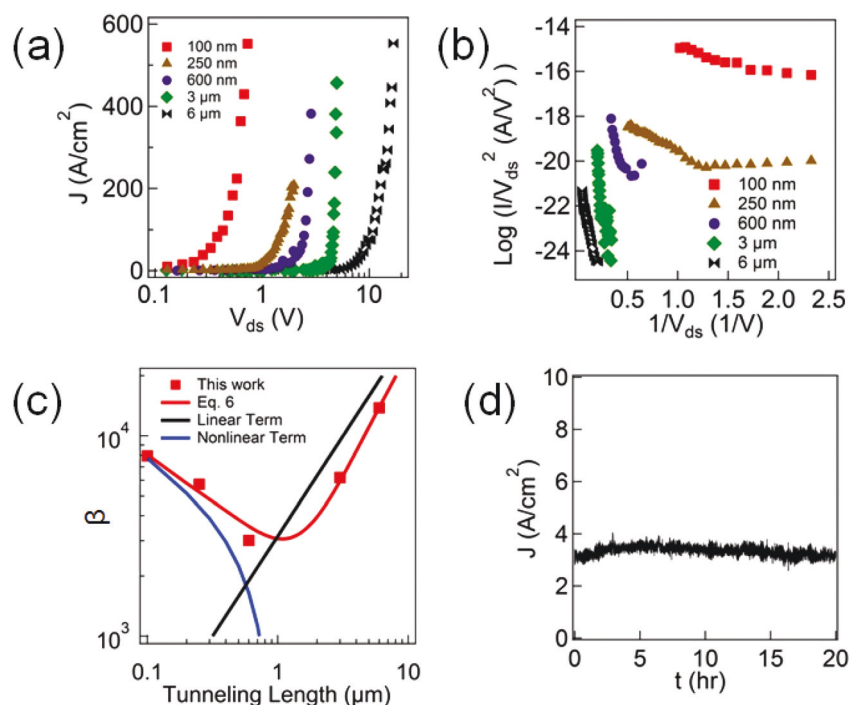 (a)
600
400
200
0
J (A/cm²)
100 nm
250 nm
600 nm
3 µm
6 µm
0.1
1
10
V_ds (V)
(b)
-14
-16
-18
-20
-22
-24
Log (I/V_ds² (A/V²))
100 nm
250 nm
600 nm
3 µm
6 µm
0.5
1.0
1.5
2.0
2.5
1/V_ds (1/V)
(c)
10⁴
10³
β
This work
Eq. 6
Linear Term
Nonlinear Term
0.1
1
10
Tunneling Length (µm)
(d)
10
8
6
4
2
0
J (A/cm²)
0
5
10
15
20
t (hr)